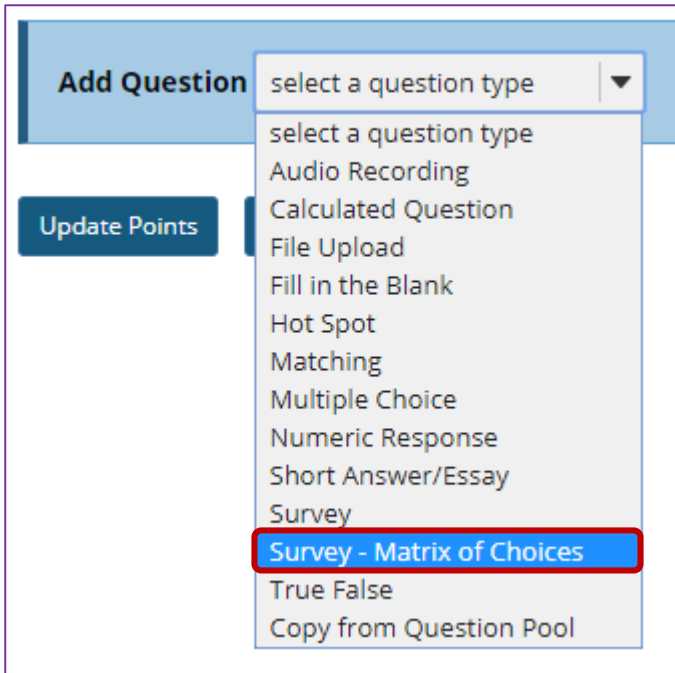 Add Question
select a question type
select a question type
Audio Recording
Calculated Question
Update Points
File Upload
Fill in the Blank
Hot Spot
Matching
Multiple Choice
Numeric Response
Short Answer/Essay
Survey
Survey - Matrix of Choices
True False
Copy from Question Pool